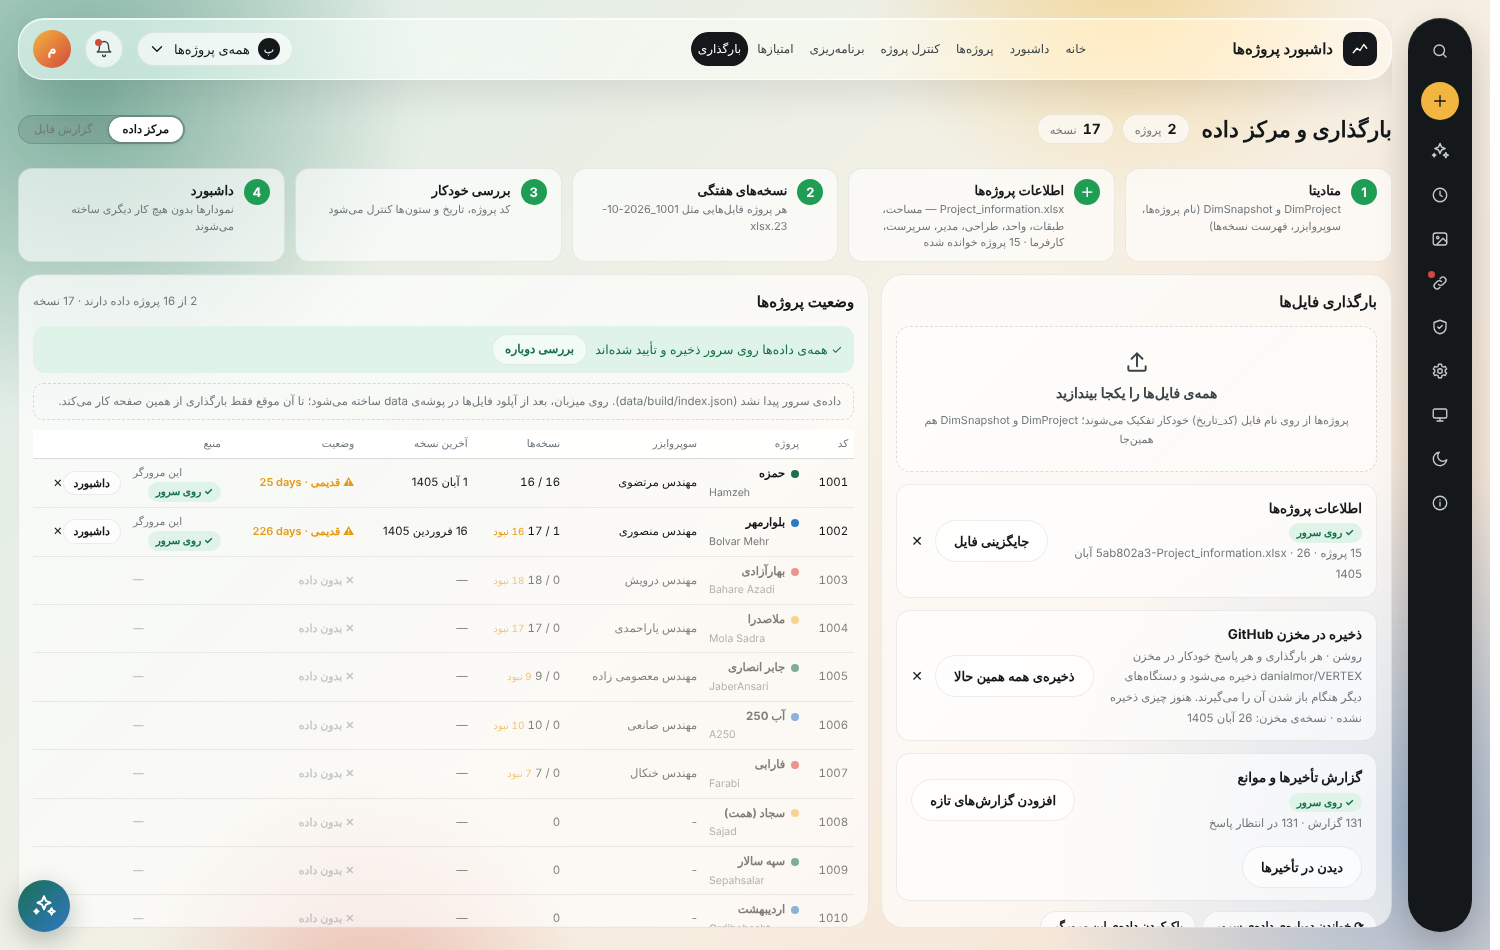 داشبورد پروژه‌ها
خانه
داشبورد
پروژه‌ها
کنترل پروژه
برنامه‌ریزی
امتیازها
بارگذاری
ب
همه‌ی پروژه‌ها
م
بارگذاری و مرکز داده
2 پروژه
17 نسخه
مرکز داده
گزارش فایل
1
متادیتا
DimProject و DimSnapshot (نام پروژه‌ها،
سوپروایزر، فهرست نسخه‌ها)
+
اطلاعات پروژه‌ها
Project_information.xlsx — مساحت،
طبقات، واحد، طراحی، مدیر، سرپرست،
کارفرما · 15 پروژه خوانده شده
2
نسخه‌های هفتگی
هر پروژه فایل‌هایی مثل 1001_2026-10-
23.xlsx
3
بررسی خودکار
کد پروژه، تاریخ و ستون‌ها کنترل می‌شود
4
داشبورد
نمودارها بدون هیچ کار دیگری ساخته
می‌شوند
بارگذاری فایل‌ها
همه‌ی فایل‌ها را یکجا بیندازید
پروژه‌ها از روی نام فایل (کد_تاریخ) خودکار تفکیک می‌شوند؛ DimProject و DimSnapshot هم
همین‌جا
اطلاعات پروژه‌ها
✓ روی سرور
15 پروژه · 5ab802a3-Project_information.xlsx · 26 آبان
1405
جایگزینی فایل
×
ذخیره در مخزن GitHub
روشن · هر بارگذاری و هر پاسخ خودکار در مخزن
danialmor/VERTEX ذخیره می‌شود و دستگاه‌های
دیگر هنگام باز شدن آن را می‌گیرند. هنوز چیزی ذخیره
نشده · نسخه‌ی مخزن: 26 آبان 1405
ذخیره‌ی همه همین حالا
×
گزارش تأخیرها و موانع
✓ روی سرور
131 گزارش · 131 در انتظار پاسخ
افزودن گزارش‌های تازه
دیدن در تأخیرها
⟳ خواندن دوباره‌ی داده‌ی سرور
پاک‌کردن داده‌ی این مرورگر
وضعیت پروژه‌ها
2 از 16 پروژه داده دارند · 17 نسخه
✓ همه‌ی داده‌ها روی سرور ذخیره و تأیید شده‌اند
بررسی دوباره
داده‌ی سرور پیدا نشد (data/build/index.json). روی میزبان، بعد از آپلود فایل‌ها در پوشه‌ی data ساخته می‌شود؛ تا آن موقع فقط بارگذاری از همین صفحه کار می‌کند.
کد پروژه سوپروایزر نسخه‌ها آخرین نسخه وضعیت منبع
1001 حمزه Hamzeh مهندس مرتضوی 16 / 16 1 آبان 1405 ⚠ قدیمی · 25 days این مرورگر ✓ روی سرور داشبورد ×
1002 بلوارمهر Bolvar Mehr مهندس منصوری 1 / 17 16 نبود 16 فروردین 1405 ⚠ قدیمی · 226 days این مرورگر ✓ روی سرور داشبورد ×
1003 بهارآزادی Bahare Azadi مهندس درویش 0 / 18 18 نبود — × بدون داده —
1004 ملاصدرا Mola Sadra مهندس یاراحمدی 0 / 17 17 نبود — × بدون داده —
1005 جابر انصاری JaberAnsari مهندس معصومی زاده 0 / 9 9 نبود — × بدون داده —
1006 آب 250 A250 مهندس صانعی 0 / 10 10 نبود — × بدون داده —
1007 فارابی Farabi مهندس خنکال 0 / 7 7 نبود — × بدون داده —
1008 سجاد (همت) Sajad - 0 — × بدون داده —
1009 سپه سالار Sepahsalar - 0 — × بدون داده —
1010 اردیبهشت - 0 — × بدون داده —